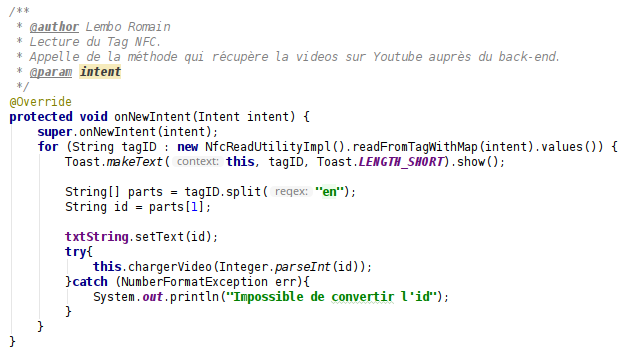 /**
 * @author Lembo Romain
 * Lecture du Tag NFC.
 * Appelle de la méthode qui récupère la videos sur Youtube auprès du back-end.
 * @param intent
 */
@Override
protected void onNewIntent(Intent intent) {
    super.onNewIntent(intent);
    for (String tagID : new NfcReadUtilityImpl().readFromTagWithMap(intent).values()) {
        Toast.makeText( context: this, tagID, Toast.LENGTH_SHORT).show();

        String[] parts = tagID.split( regex: "en");
        String id = parts[1];

        txtString.setText(id);
        try{
            this.chargerVideo(Integer.parseInt(id));
        }catch (NumberFormatException err){
            System.out.println("Impossible de convertir l'id");
        }
    }
}